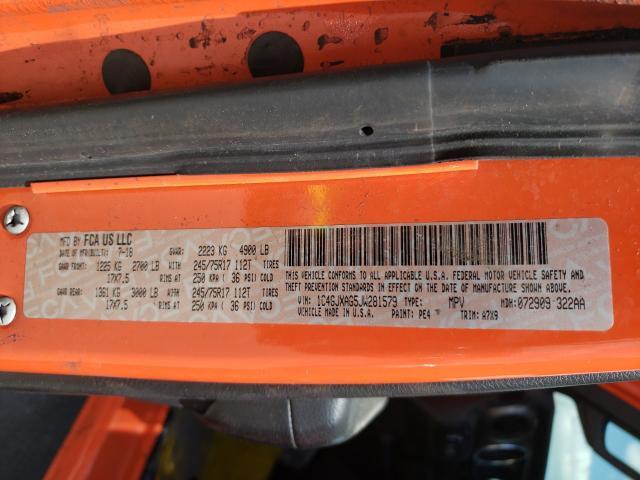 MFD BY FCA US LLC
DATE OF MFR(BUILT): 7-18 GVWR: 2223 KG 4900 LB
GAWR FRONT: 1225 KG 2700 LB WITH 245/75R17 112T TIRES
17X7.5 RIMS AT 250 KPA ( 36 PSI) COLD
GAWR REAR: 1361 KG 3000 LB WITH 245/75R17 112T TIRES
17X7.5 RIMS AT 250 KPA ( 36 PSI) COLD
THIS VEHICLE CONFORMS TO ALL APPLICABLE U.S.A. FEDERAL MOTOR VEHICLE SAFETY AND
THEFT PREVENTION STANDARDS IN EFFECT ON THE DATE OF MANUFACTURE SHOWN ABOVE.
VIN: 1C4GJXAG5JW281579 TYPE: MPV MDH: 072909 322AA
VEHICLE MADE IN U.S.A. PAINT: PE4 TRIM: A7X9